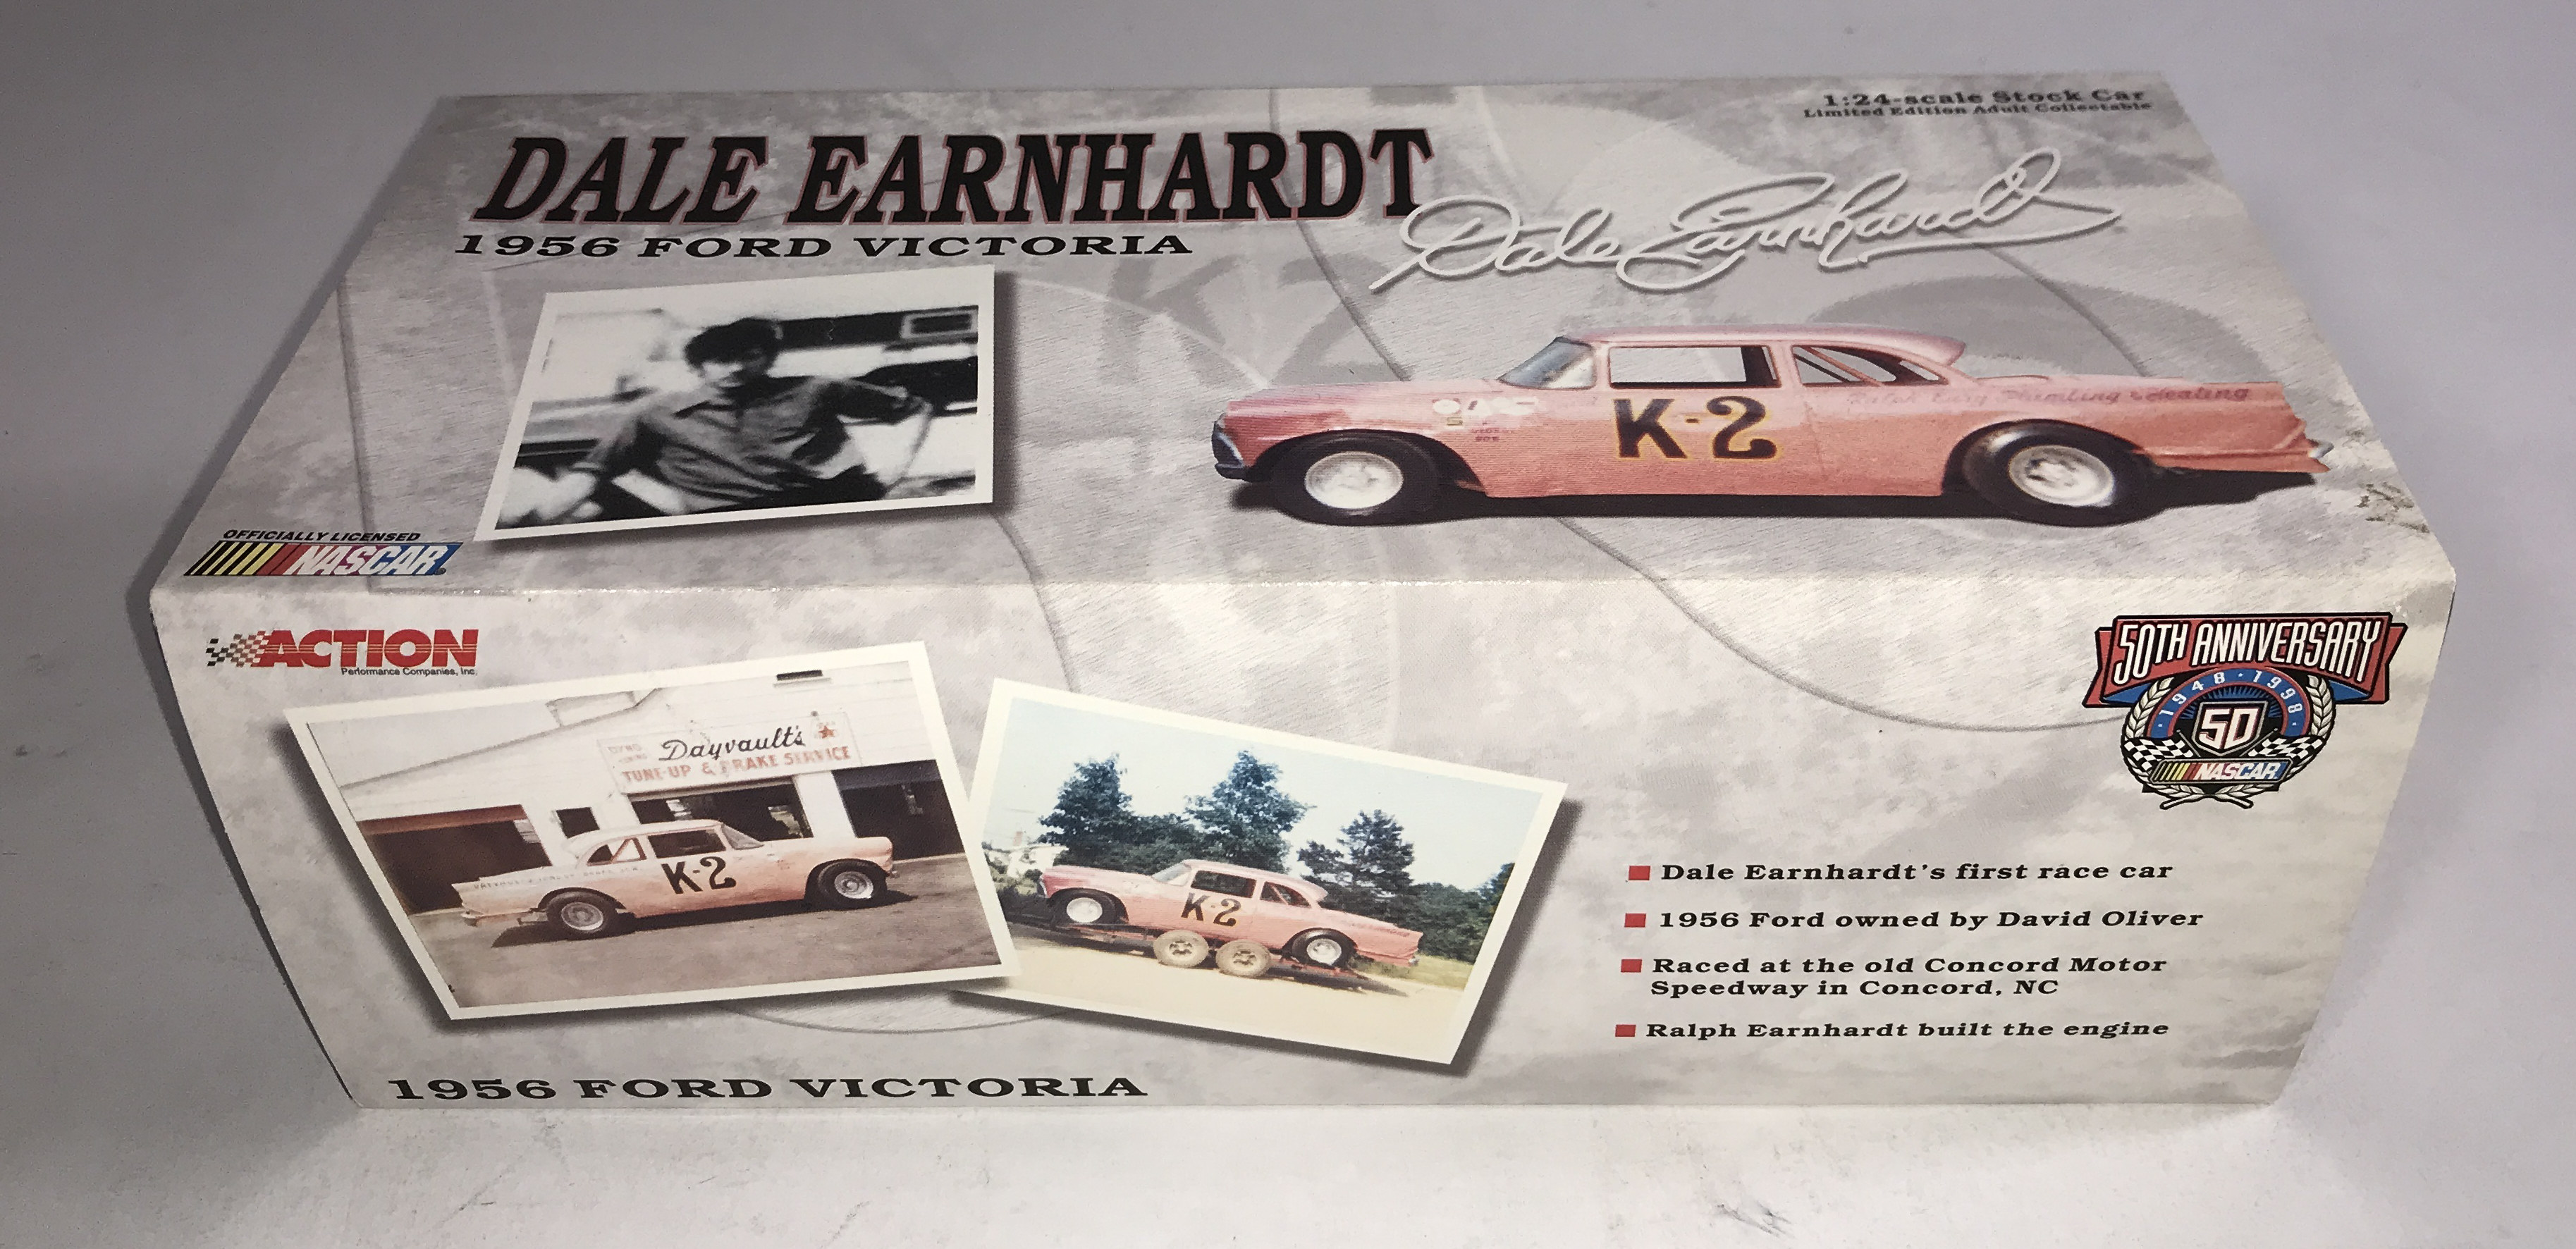 1:24-scale Stock Car
Limited Edition Adult Collectable
DALE EARNHARDT
1956 FORD VICTORIA
Dale Earnhardt
K2
K-2
Plumbing & Heating
OFFICIALLY LICENSED
NASCAR
ACTION
Performance Companies, Inc.
50TH ANNIVERSARY
1948 · 1998
50
NASCAR
Dayvault's
TUNE-UP & BRAKE SERVICE
K-2
K-2
Dale Earnhardt's first race car
1956 Ford owned by David Oliver
Raced at the old Concord Motor
Speedway in Concord, NC
Ralph Earnhardt built the engine
1956 FORD VICTORIA